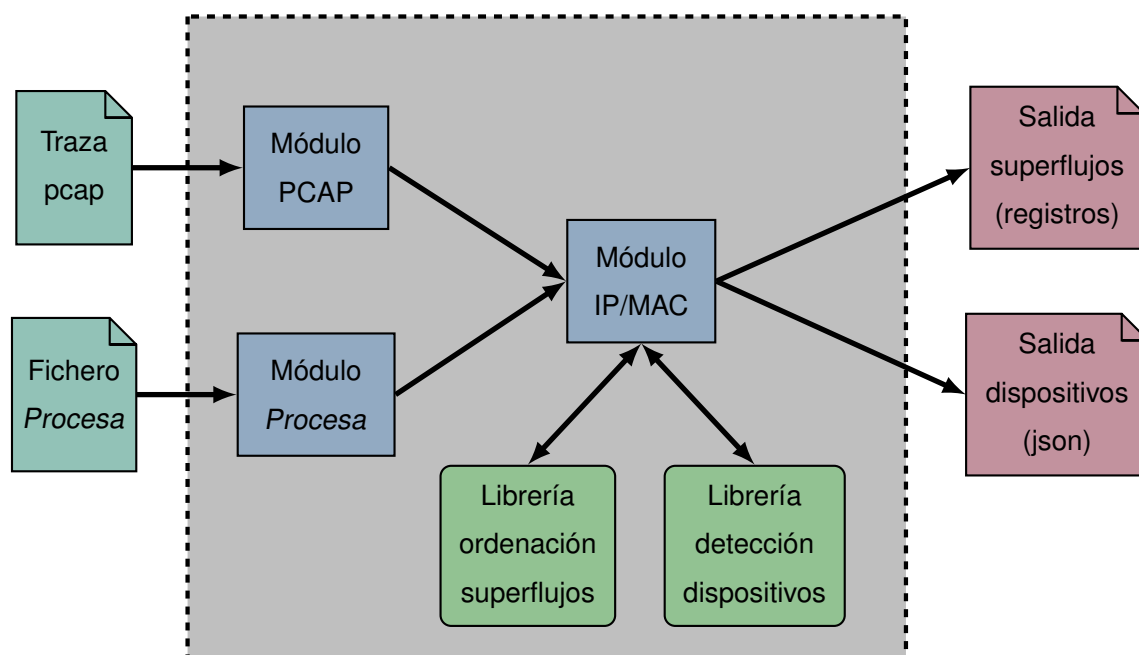 Traza
pcap
Módulo
PCAP
Salida
superflujos
(registros)
Módulo
IP/MAC
Fichero
Procesa
Módulo
Procesa
Salida
dispositivos
(json)
Librería
ordenación
superflujos
Librería
detección
dispositivos